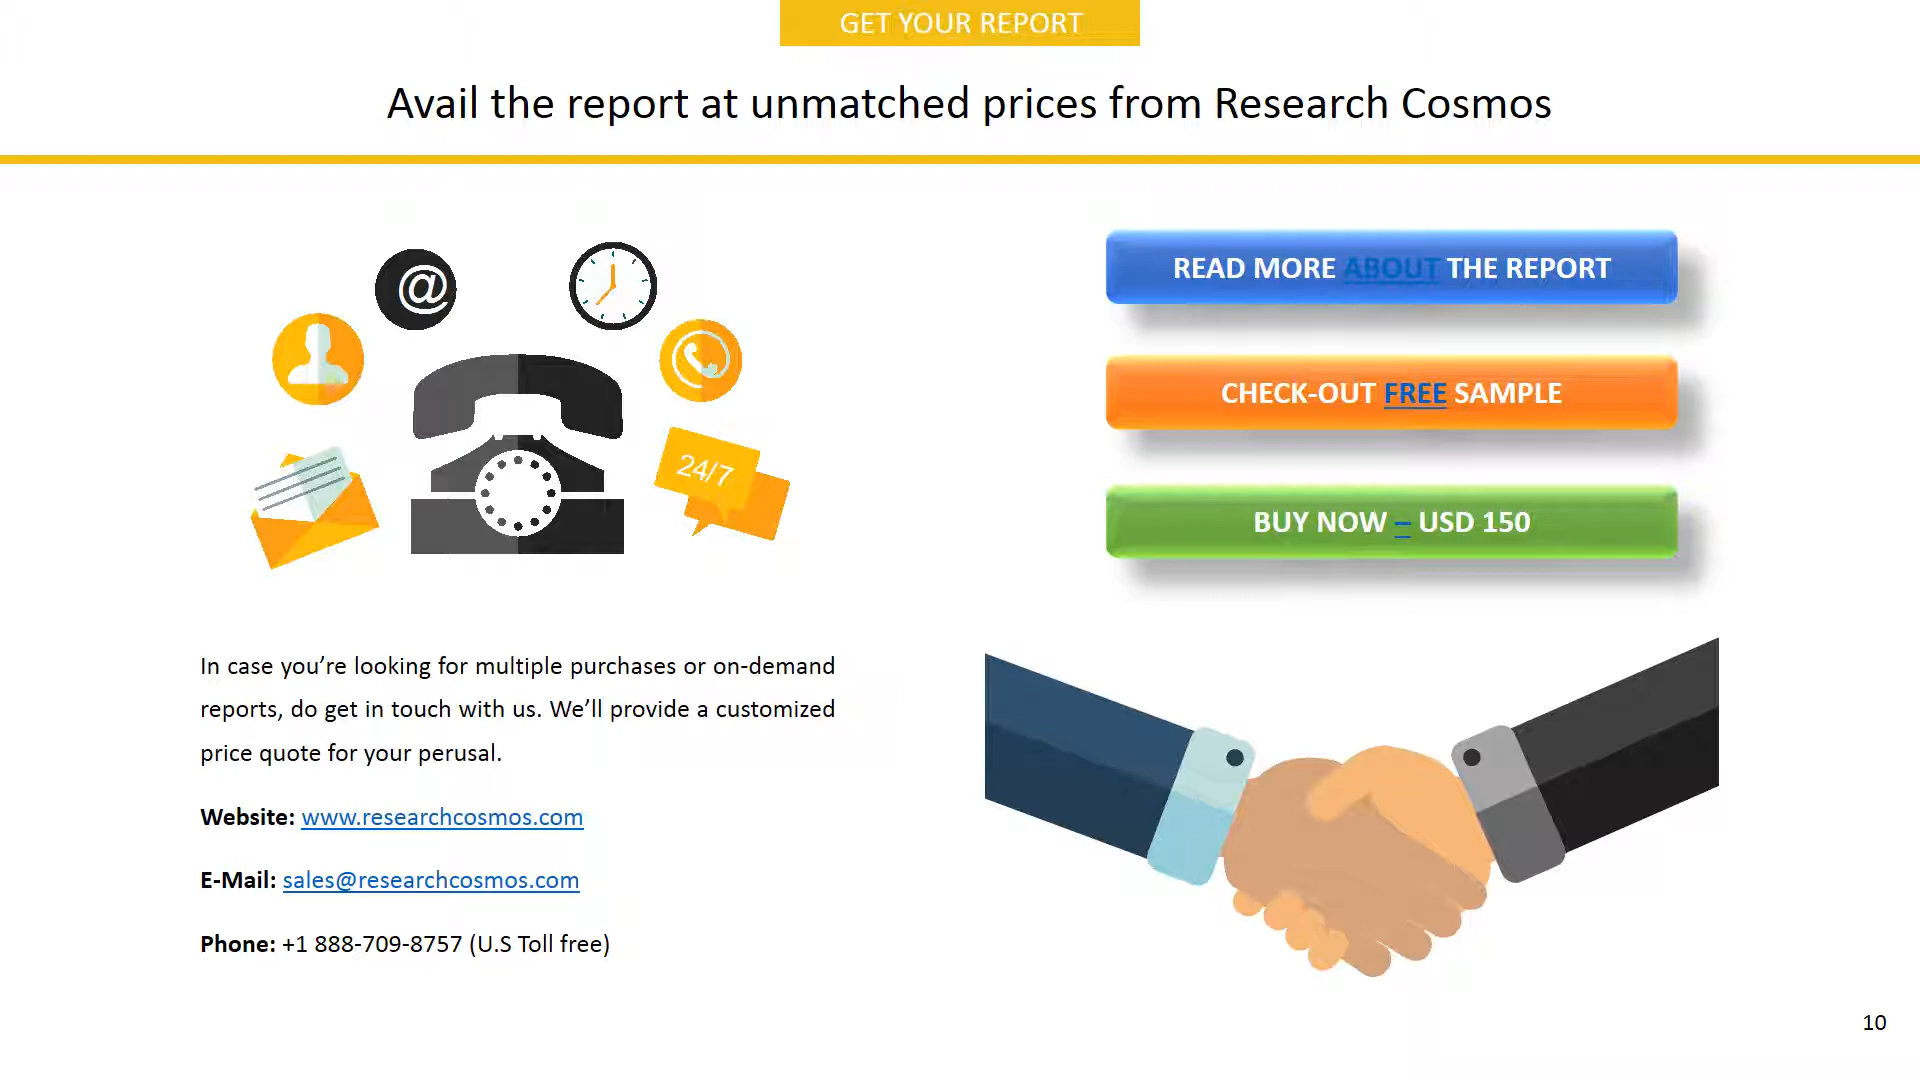 GET YOUR REPORT
Avail the report at unmatched prices from Research Cosmos
@
24/7
READ MORE ABOUT THE REPORT
CHECK-OUT FREE SAMPLE
BUY NOW – USD 150
In case you’re looking for multiple purchases or on-demand
reports, do get in touch with us. We’ll provide a customized
price quote for your perusal.
Website: www.researchcosmos.com
E-Mail: sales@researchcosmos.com
Phone: +1 888-709-8757 (U.S Toll free)
10